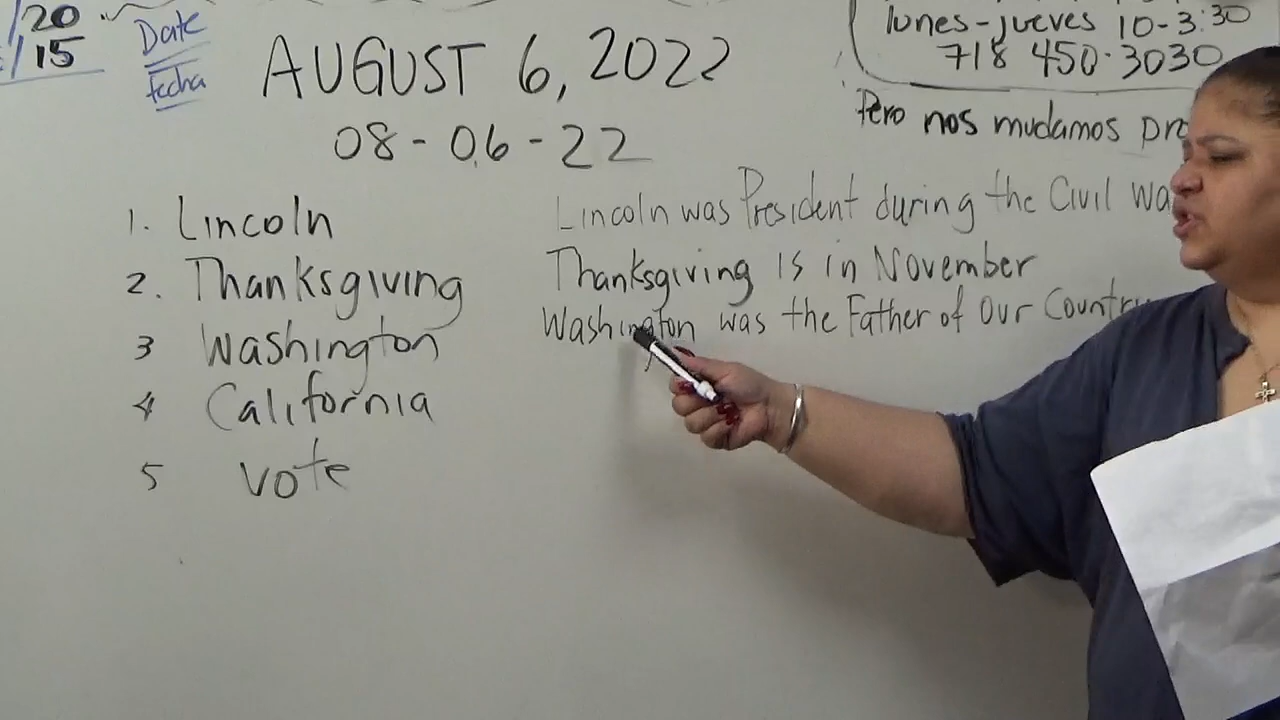 /20
/15
Date
fecha
AUGUST 6, 2022
08-06-22
lunes-jueves 10-3:30
718 450-3030
Pero nos mudamos
1. Lincoln
2. Thanksgiving
3 Washington
4 California
5 vote
Lincoln was President during the Civil Wa
Thanksgiving is in November
Washington was the Father of Our Country